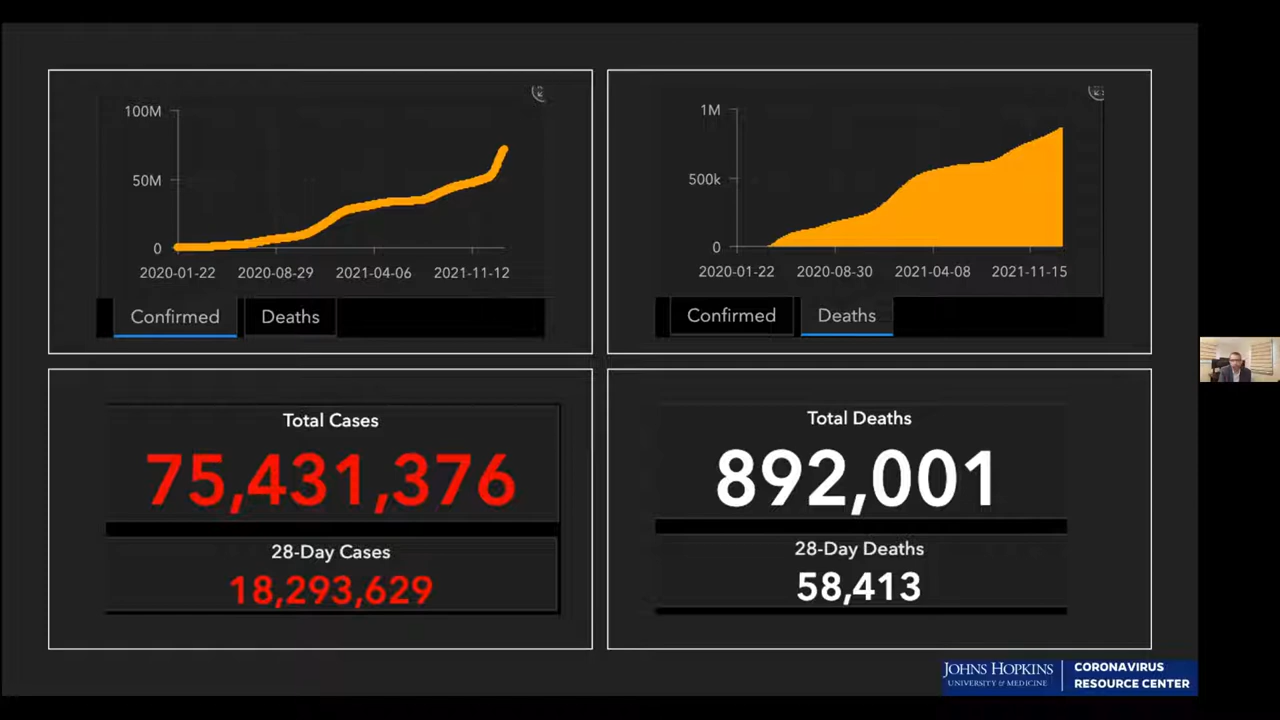 100M
50M
0
2020-01-22 2020-08-29 2021-04-06 2021-11-12
Confirmed Deaths
1M
500k
0
2020-01-22 2020-08-30 2021-04-08 2021-11-15
Confirmed Deaths
Total Cases
75,431,376
28-Day Cases
18,293,629
Total Deaths
892,001
28-Day Deaths
58,413
JOHNS HOPKINS
UNIVERSITY & MEDICINE
CORONAVIRUS
RESOURCE CENTER